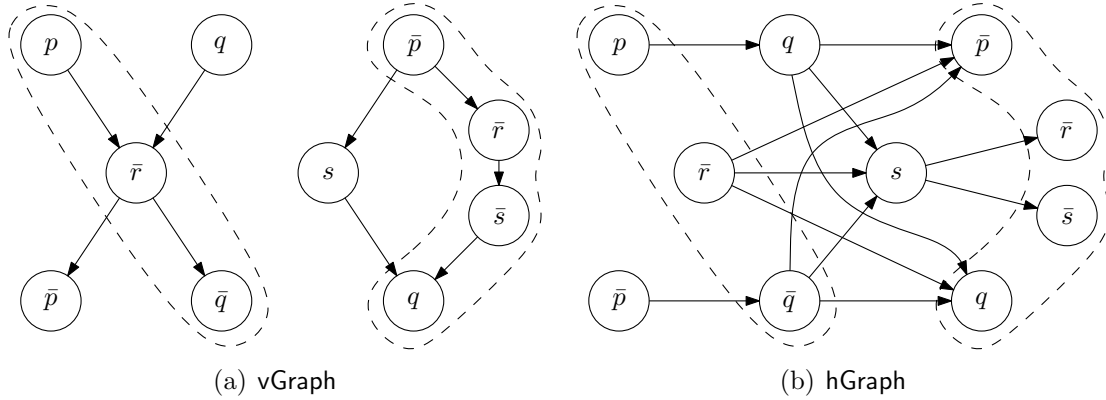 p q p̄ p q p̄
r̄ r̄
r̄ s r̄ s
s̄ s̄
p̄ q̄ q p̄ q̄ q
(a) vGraph (b) hGraph